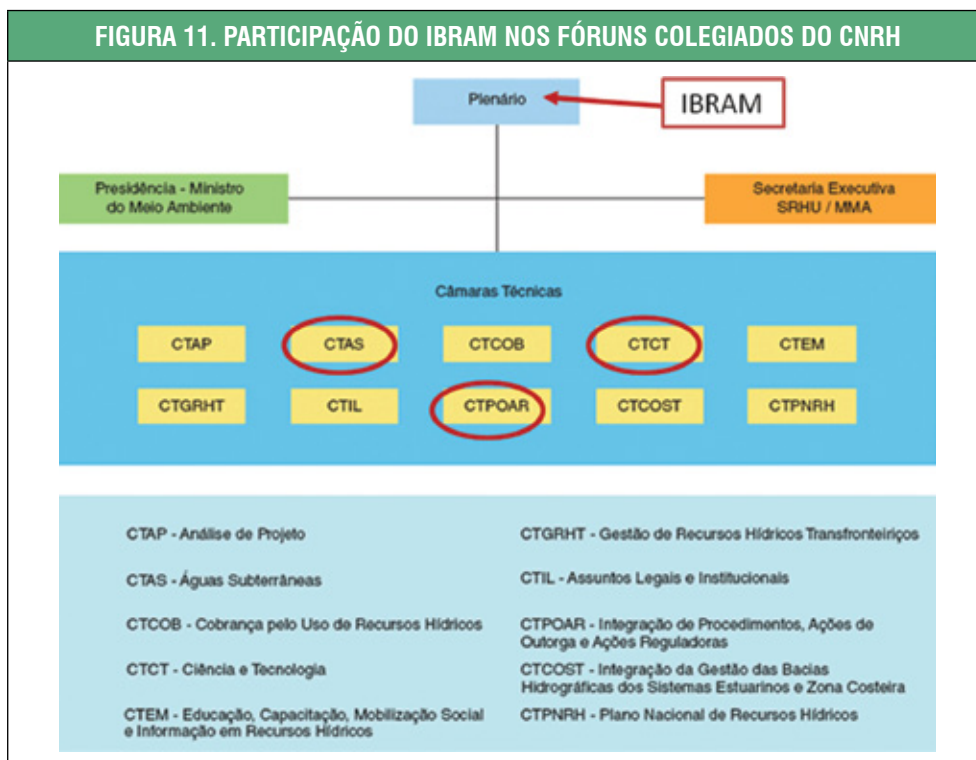 FIGURA 11. PARTICIPAÇÃO DO IBRAM NOS FÓRUNS COLEGIADOS DO CNRH
Plenário
IBRAM
Presidência - Ministro
do Meio Ambiente
Secretaria Executiva
SRHU / MMA
Câmaras Técnicas
CTAP
CTAS
CTCOB
CTCT
CTEM
CTGRHT
CTIL
CTPOAR
CTCOST
CTPNRH
CTAP - Análise de Projeto
CTAS - Águas Subterrâneas
CTCOB - Cobrança pelo Uso de Recursos Hídricos
CTCT - Ciência e Tecnologia
CTEM - Educação, Capacitação, Mobilização Social
e Informação em Recursos Hídricos
CTGRHT - Gestão de Recursos Hídricos Transfronteiriços
CTIL - Assuntos Legais e Institucionais
CTPOAR - Integração de Procedimentos, Ações de
Outorga e Ações Reguladoras
CTCOST - Integração da Gestão das Bacias
Hidrográficas dos Sistemas Estuarinos e Zona Costeira
CTPNRH - Plano Nacional de Recursos Hídricos